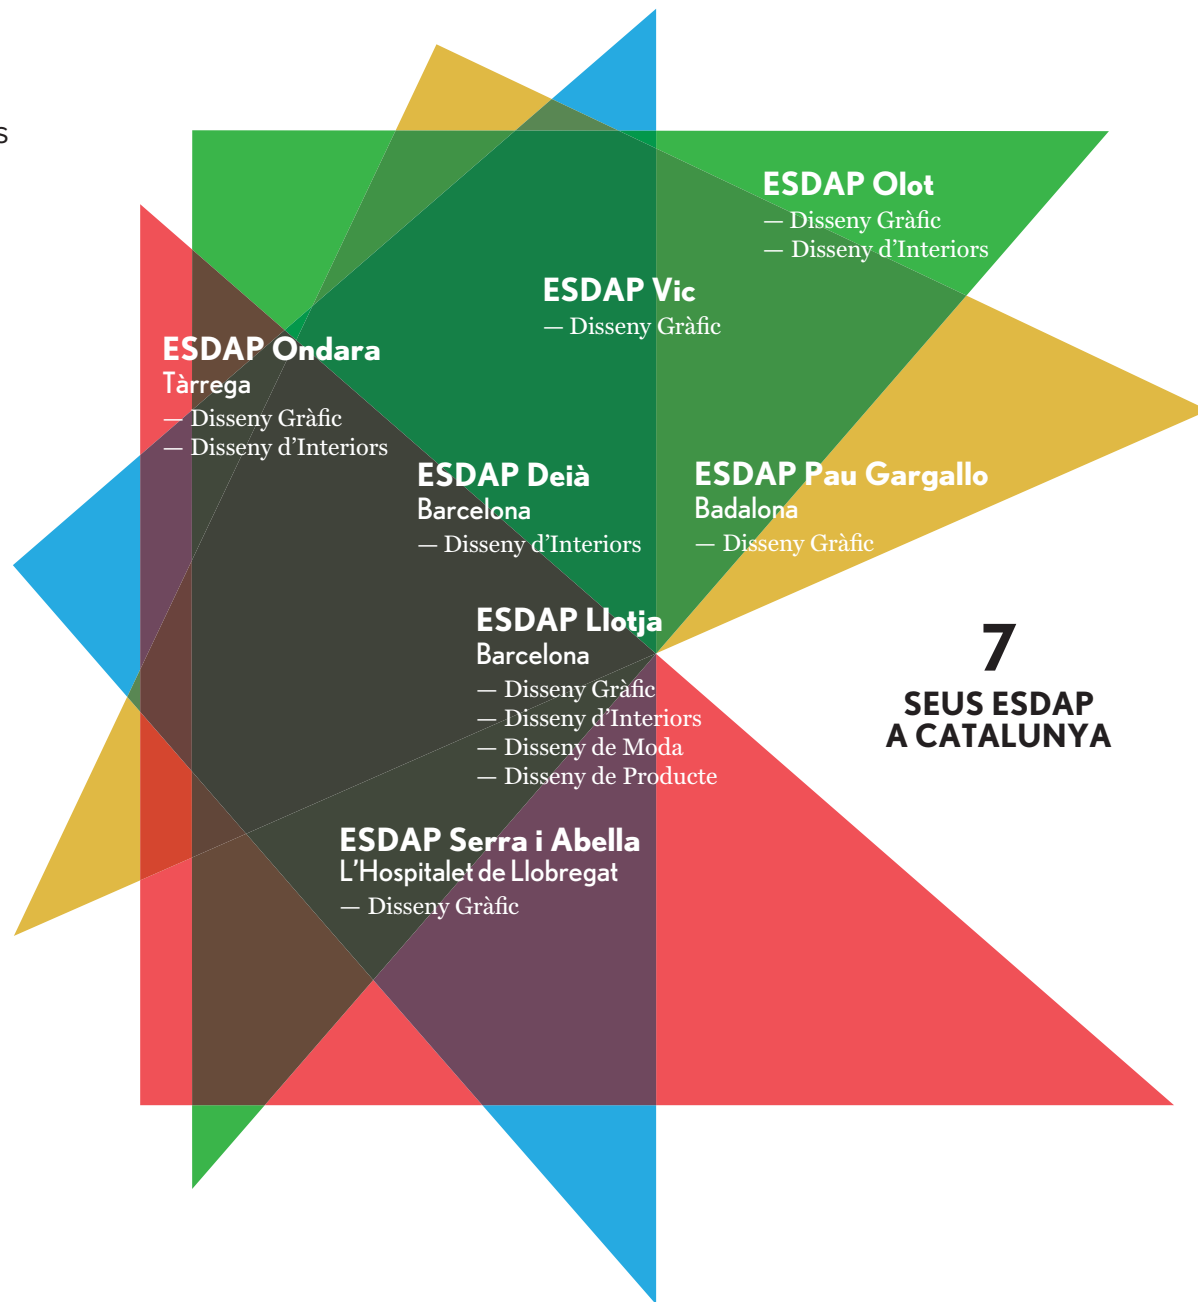 s
ESDAP Olot
— Disseny Gràfic
— Disseny d’Interiors
ESDAP Vic
— Disseny Gràfic
ESDAP Ondara
Tàrrega
— Disseny Gràfic
— Disseny d’Interiors
ESDAP Deià
Barcelona
— Disseny d’Interiors
ESDAP Pau Gargallo
Badalona
— Disseny Gràfic
ESDAP Llotja
Barcelona
— Disseny Gràfic
— Disseny d’Interiors
— Disseny de Moda
— Disseny de Producte
7
SEUS ESDAP
A CATALUNYA
ESDAP Serra i Abella
L’Hospitalet de Llobregat
— Disseny Gràfic